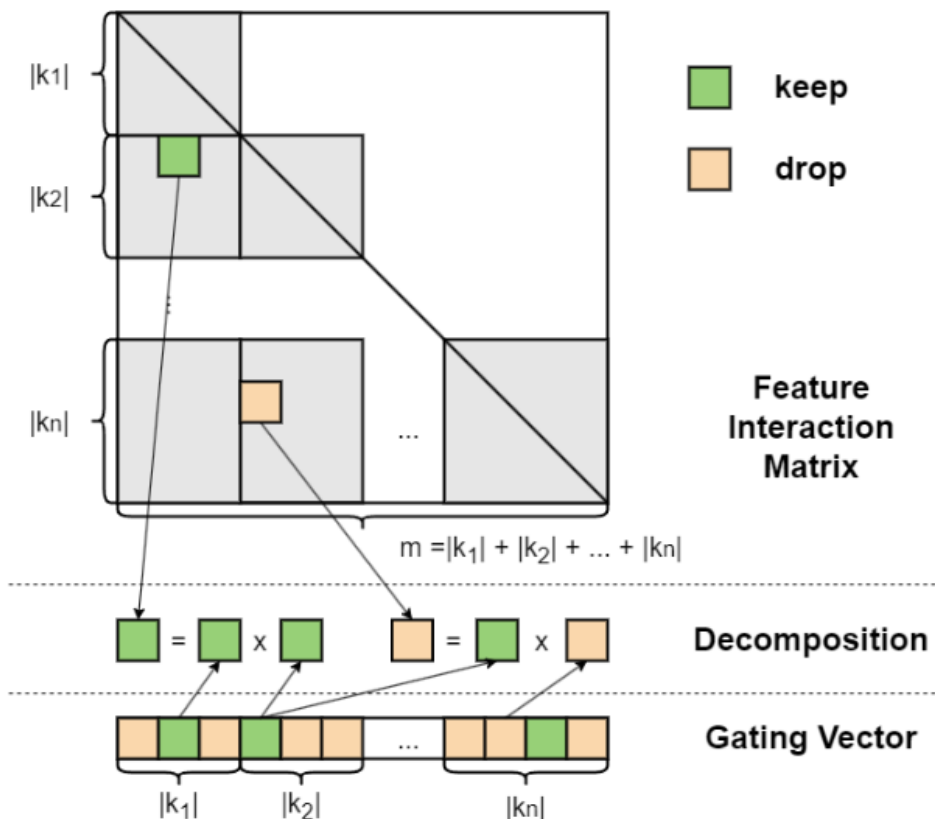 |k1|
keep
|k2|
drop
...
|kn|
...
Feature
Interaction
Matrix
m =|k1| + |k2| + ... + |kn|
= x
= x
Decomposition
...
Gating Vector
|k1|
|k2|
|kn|